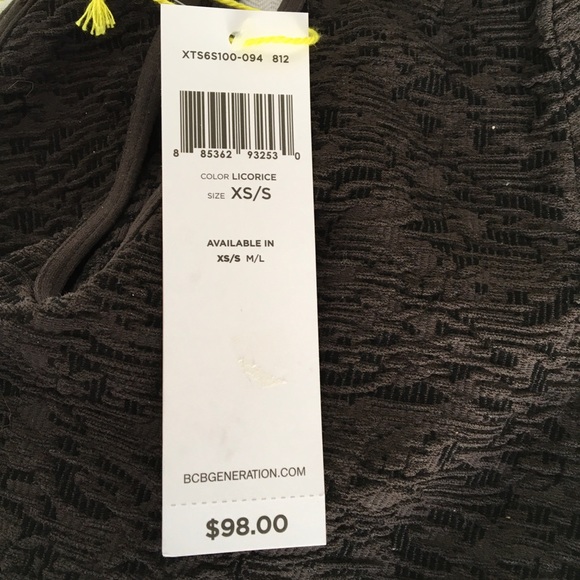 XTS6S100-094 812
8 85362 93253 0
COLOR LICORICE
SIZE XS/S
AVAILABLE IN
XS/S M/L
BCBGENERATION.COM
$98.00